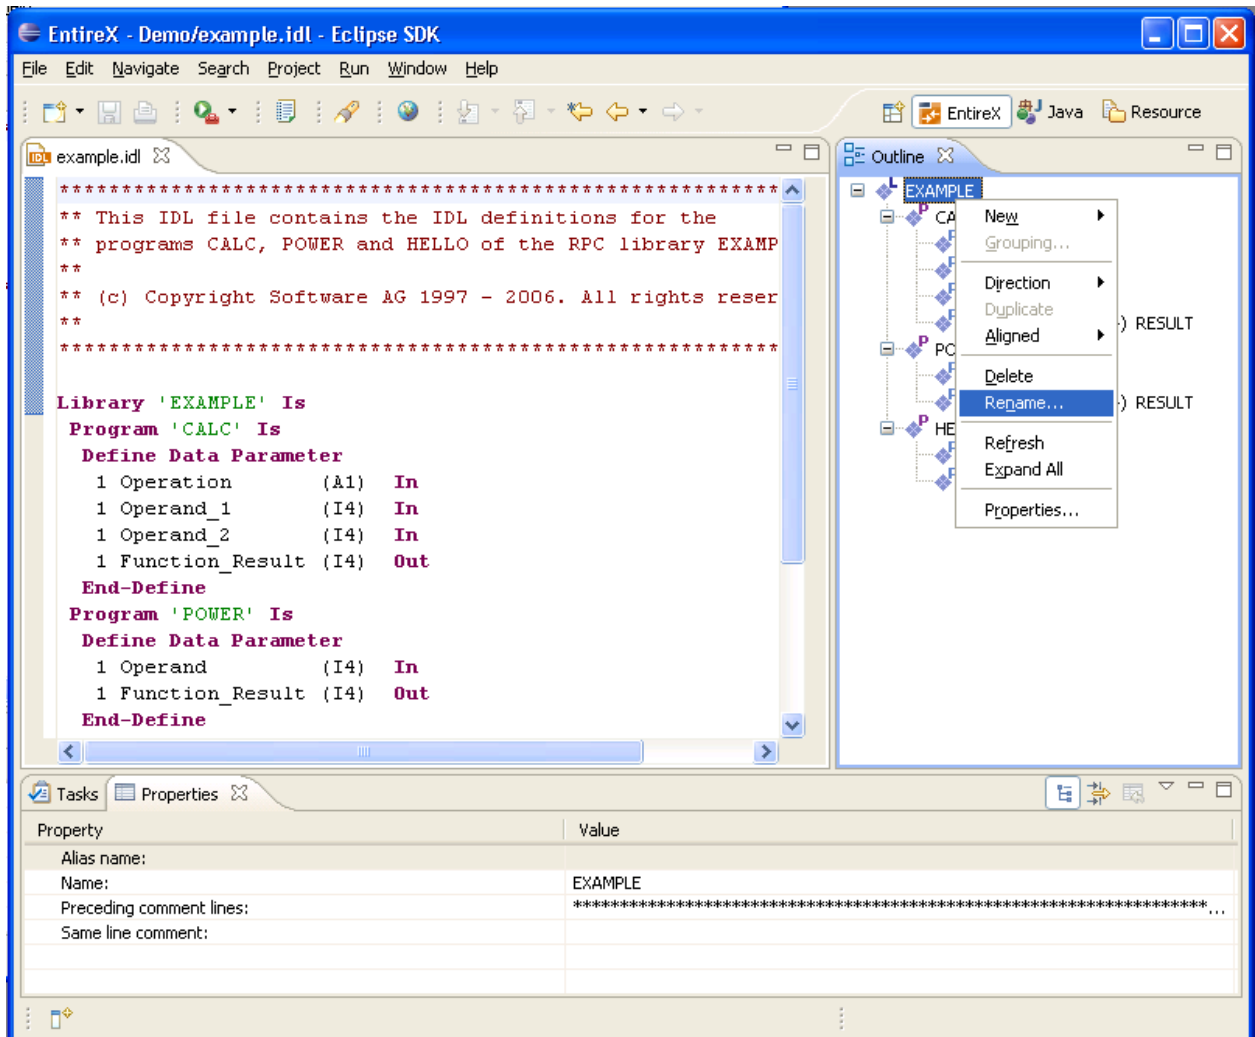 EntireX - Demo/example.idl - Eclipse SDK
File Edit Navigate Search Project Run Window Help
EntireX Java Resource
IDL example.idl
************************************************************
** This IDL file contains the IDL definitions for the
** programs CALC, POWER and HELLO of the RPC library EXAMP
**
** (c) Copyright Software AG 1997 - 2006. All rights reser
**
************************************************************
Library 'EXAMPLE' Is
Program 'CALC' Is
Define Data Parameter
1 Operation (A1) In
1 Operand_1 (I4) In
1 Operand_2 (I4) In
1 Function_Result (I4) Out
End-Define
Program 'POWER' Is
Define Data Parameter
1 Operand (I4) In
1 Function_Result (I4) Out
End-Define
Outline
EXAMPLE
CA
) RESULT
PO
) RESULT
HE
New
Grouping...
Direction
Duplicate
Aligned
Delete
Rename...
Refresh
Expand All
Properties...
Tasks Properties
Property Value
Alias name:
Name: EXAMPLE
Preceding comment lines: **********************************************************************...
Same line comment: